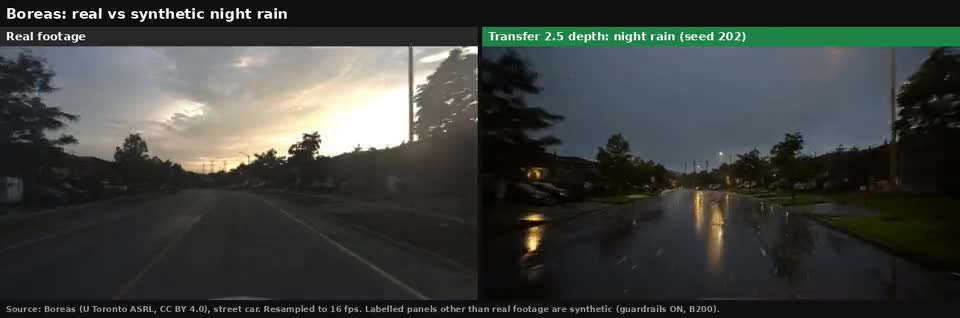 Boreas: real vs synthetic night rain
Real footage
Transfer 2.5 depth: night rain (seed 202)
Source: Boreas (U Toronto ASRL, CC BY 4.0), street car. Resampled to 16 fps. Labelled panels other than real footage are synthetic (guardrails ON, B200).